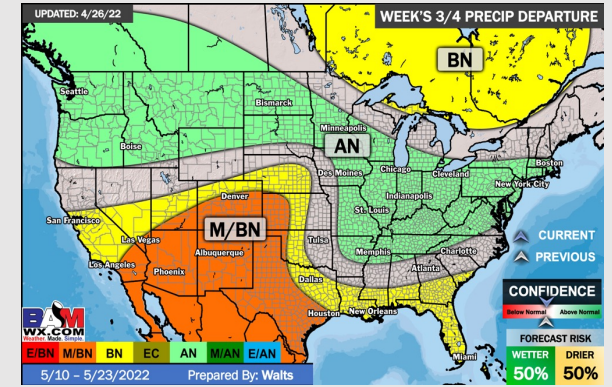 UPDATED: 4/26/22
WEEK'S 3/4 PRECIP DEPARTURE
BN
Seattle
Bismarck
Minneapolis
AN
Boise
Boston
Chicago
Cleveland
Des Moines
New York City
Indianapolis
Denver
St. Louis
San Francisco
M/BN
CURRENT
Las Vegas
Tulsa
Albuquerque
Memphis
Charlotte
PREVIOUS
Los Angeles
Phoenix
Atlanta
Dallas
CONFIDENCE
Below Normal
Above Normal
Houston
New Orleans
BAM
WX.COM
Weather. Made. Simple.
FORECAST RISK
E/BN M/BN BN EC AN M/AN E/AN
Miami
WETTER
50%
DRIER
50%
5/10 – 5/23/2022
Prepared By: Walts